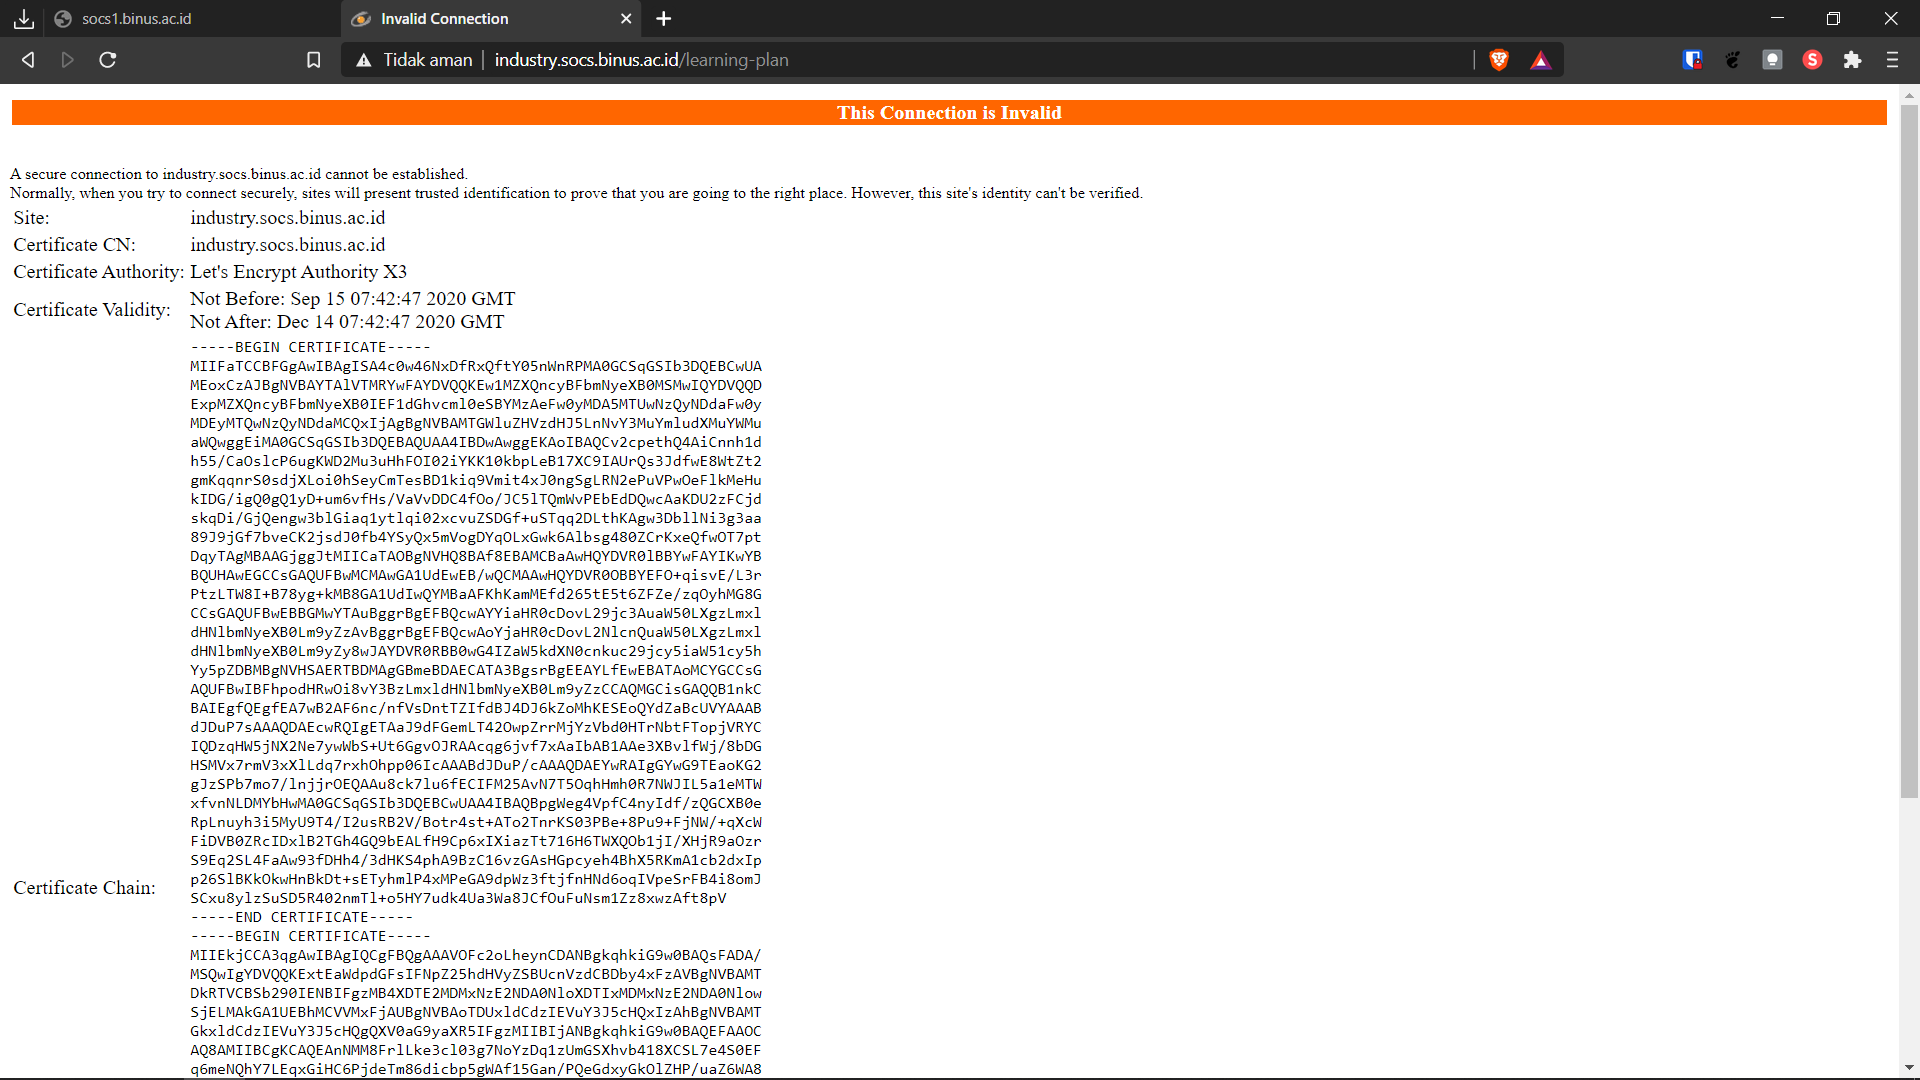 socs1.binus.ac.id
Invalid Connection
Tidak aman
industry.socs.binus.ac.id/learning-plan
This Connection is Invalid
A secure connection to industry.socs.binus.ac.id cannot be established.
Normally, when you try to connect securely, sites will present trusted identification to prove that you are going to the right place. However, this site's identity can't be verified.
Site: industry.socs.binus.ac.id
Certificate CN: industry.socs.binus.ac.id
Certificate Authority: Let's Encrypt Authority X3
Certificate Validity:
Not Before: Sep 15 07:42:47 2020 GMT
Not After: Dec 14 07:42:47 2020 GMT
Certificate Chain:
-----BEGIN CERTIFICATE-----
MIIFaTCCBFGgAwIBAgISA4c0w46NxDfRxQftY05nWnRPMA0GCSqGSIb3DQEBCwUA
MEoxCzAJBgNVBAYTAlVTMRYwFAYDVQQKEw1MZXQncyBFbmNyeXB0MSMwIQYDVQQD
ExpMZXQncyBFbmNyeXB0IEF1dGhvcml0eSBYMzAeFw0yMDA5MTUwNzQyNDdaFw0y
MDEyMTQwNzQyNDdaMCQxIjAgBgNVBAMTGWluZHVzdHJ5LnNvY3MuYmludXMuYWMu
aWQwggEiMA0GCSqGSIb3DQEBAQUAA4IBDwAwggEKAoIBAQCv2cpethQ4AiCnnh1d
h55/CaOslcP6ugKWD2Mu3uHhFOI02iYKK10kbpLeB17XC9IAUrQs3JdfwE8WtZt2
gmKqqnrS0sdjXLoi0hSeyCmTesBD1kiq9Vmit4xJ0ngSgLRN2ePuVPwOeFlkMeHu
kIDG/igQ0gQ1yD+um6vfHs/VaVvDDC4fOo/JC5lTQmWvPEbEdDQwcAaKDU2zFCjd
skqDi/GjQengw3blGiaq1ytlqi02xcvuZSDGf+uSTqq2DLthKAgw3DbllNi3g3aa
89J9jGf7bveCK2jsdJ0fb4YSyQx5mVogDYqOLxGwk6Albsg480ZCrKxeQfwOT7pt
DqyTAgMBAAGjggJtMIICaTAOBgNVHQ8BAf8EBAMCBaAwHQYDVR0lBBYwFAYIKwYB
BQUHAwEGCCsGAQUFBwMCMAwGA1UdEwEB/wQCMAAwHQYDVR0OBBYEFO+qisvE/L3r
PtzLTW8I+B78yg+kMB8GA1UdIwQYMBaAFKhKamMEfd265tE5t6ZFZe/zqOyhMG8G
CCsGAQUFBwEBBGMwYTAuBggrBgEFBQcwAYYiaHR0cDovL29jc3AuaW50LXgzLmxl
dHNlbmNyeXB0Lm9yZzAvBggrBgEFBQcwAoYjaHR0cDovL2NlcnQuaW50LXgzLmxl
dHNlbmNyeXB0Lm9yZy8wJAYDVR0RBB0wG4IZaW5kdXN0cnkuc29jcy5iaW51cy5h
Yy5pZDBMBgNVHSAERTBDMAgGBmeBDAECATA3BgsrBgEEAYLfEwEBATAoMCYGCCsG
AQUFBwIBFhpodHRwOi8vY3BzLmxldHNlbmNyeXB0Lm9yZzCCAQMGCisGAQQB1nkC
BAIEgfQEgfEA7wB2AF6nc/nfVsDntTZIfdBJ4DJ6kZoMhKESEoQYdZaBcUVYAAAB
dJDuP7sAAAQDAEcwRQIgETAaJ9dFGemLT42OwpZrrMjYzVbd0HTrNbtFTopjVRYC
IQDzqHW5jNX2Ne7ywWbS+Ut6GgvOJRAAcqg6jvf7xAaIbAB1AAe3XBvlfWj/8bDG
HSMVx7rmV3xXlLdq7rxhOhpp06IcAAABdJDuP/cAAAQDAEYwRAIgGYwG9TEaoKG2
gJzSPb7mo7/lnjjrOEQAAu8ck7lu6fECIFM25AvN7T5OqhHmh0R7NWJIL5a1eMTW
xfvnNLDMYbHwMA0GCSqGSIb3DQEBCwUAA4IBAQBpgWeg4VpfC4nyIdf/zQGCXB0e
RpLnuyh3i5MyU9T4/I2usRB2V/Botr4st+ATo2TnrKS03PBe+8Pu9+FjNW/+qXcW
FiDVB0ZRcIDxlB2TGh4GQ9bEALfH9Cp6xIXiazTt716H6TWXQOb1jI/XHjR9aOzr
S9Eq2SL4FaAw93fDHh4/3dHKS4phA9BzC16vzGAsHGpcyeh4BhX5RKmA1cb2dxIp
p26SlBKkOkwHnBkDt+sETyhmlP4xMPeGA9dpWz3ftjfnHNd6oqIVpeSrFB4i8omJ
SCxu8ylzSuSD5R402nmTl+o5HY7udk4Ua3Wa8JCfOuFuNsm1Zz8xwzAft8pV
-----END CERTIFICATE-----
-----BEGIN CERTIFICATE-----
MIIEkjCCA3qgAwIBAgIQCgFBQgAAAVOFc2oLheynCDANBgkqhkiG9w0BAQsFADA/
MSQwIgYDVQQKExtEaWdpdGFsIFNpZ25hdHVyZSBUcnVzdCBDby4xFzAVBgNVBAMT
DkRTVCBSb290IENBIFgzMB4XDTE2MDMxNzE2NDA0NloXDTIxMDMxNzE2NDA0Nlow
SjELMAkGA1UEBhMCVVMxFjAUBgNVBAoTDUxldCdzIEVuY3J5cHQxIzAhBgNVBAMT
GkxldCdzIEVuY3J5cHQgQXV0aG9yaXR5IFgzMIIBIjANBgkqhkiG9w0BAQEFAAOC
AQ8AMIIBCgKCAQEAnNMM8FrlLke3cl03g7NoYzDq1zUmGSXhvb418XCSL7e4S0EF
q6meNQhY7LEqxGiHC6PjdeTm86dicbp5gWAf15Gan/PQeGdxyGkOlZHP/uaZ6WA8